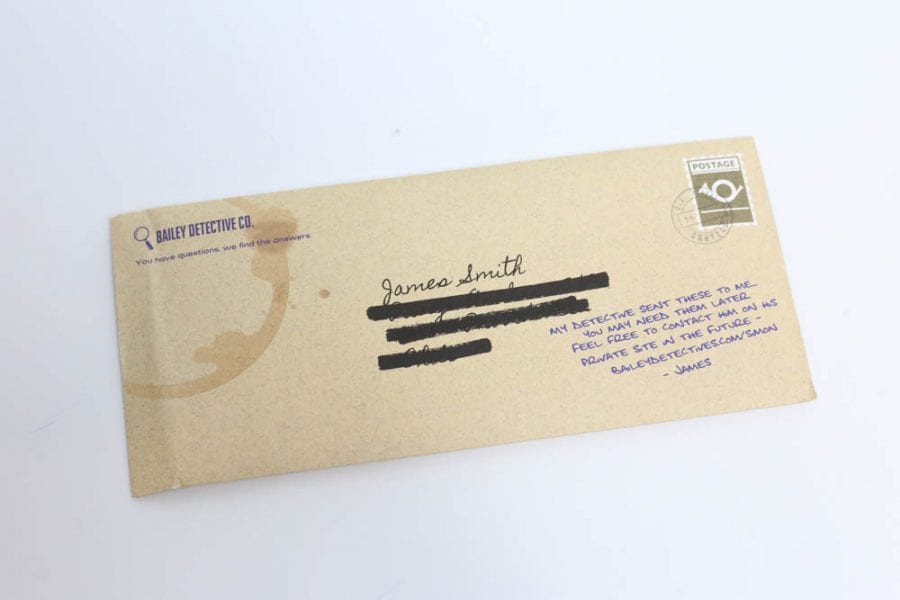 POSTAGE
BAILEY DETECTIVE CO.
You have questions, we find the answers.
James Smith
MY DETECTIVE SENT THESE TO ME.
YOU MAY NEED THEM LATER
FEEL FREE TO CONTACT HIM ON HIS
PRIVATE SITE IN THE FUTURE -
BAILEYDETECTIVES.COM/SIMON
- JAMES